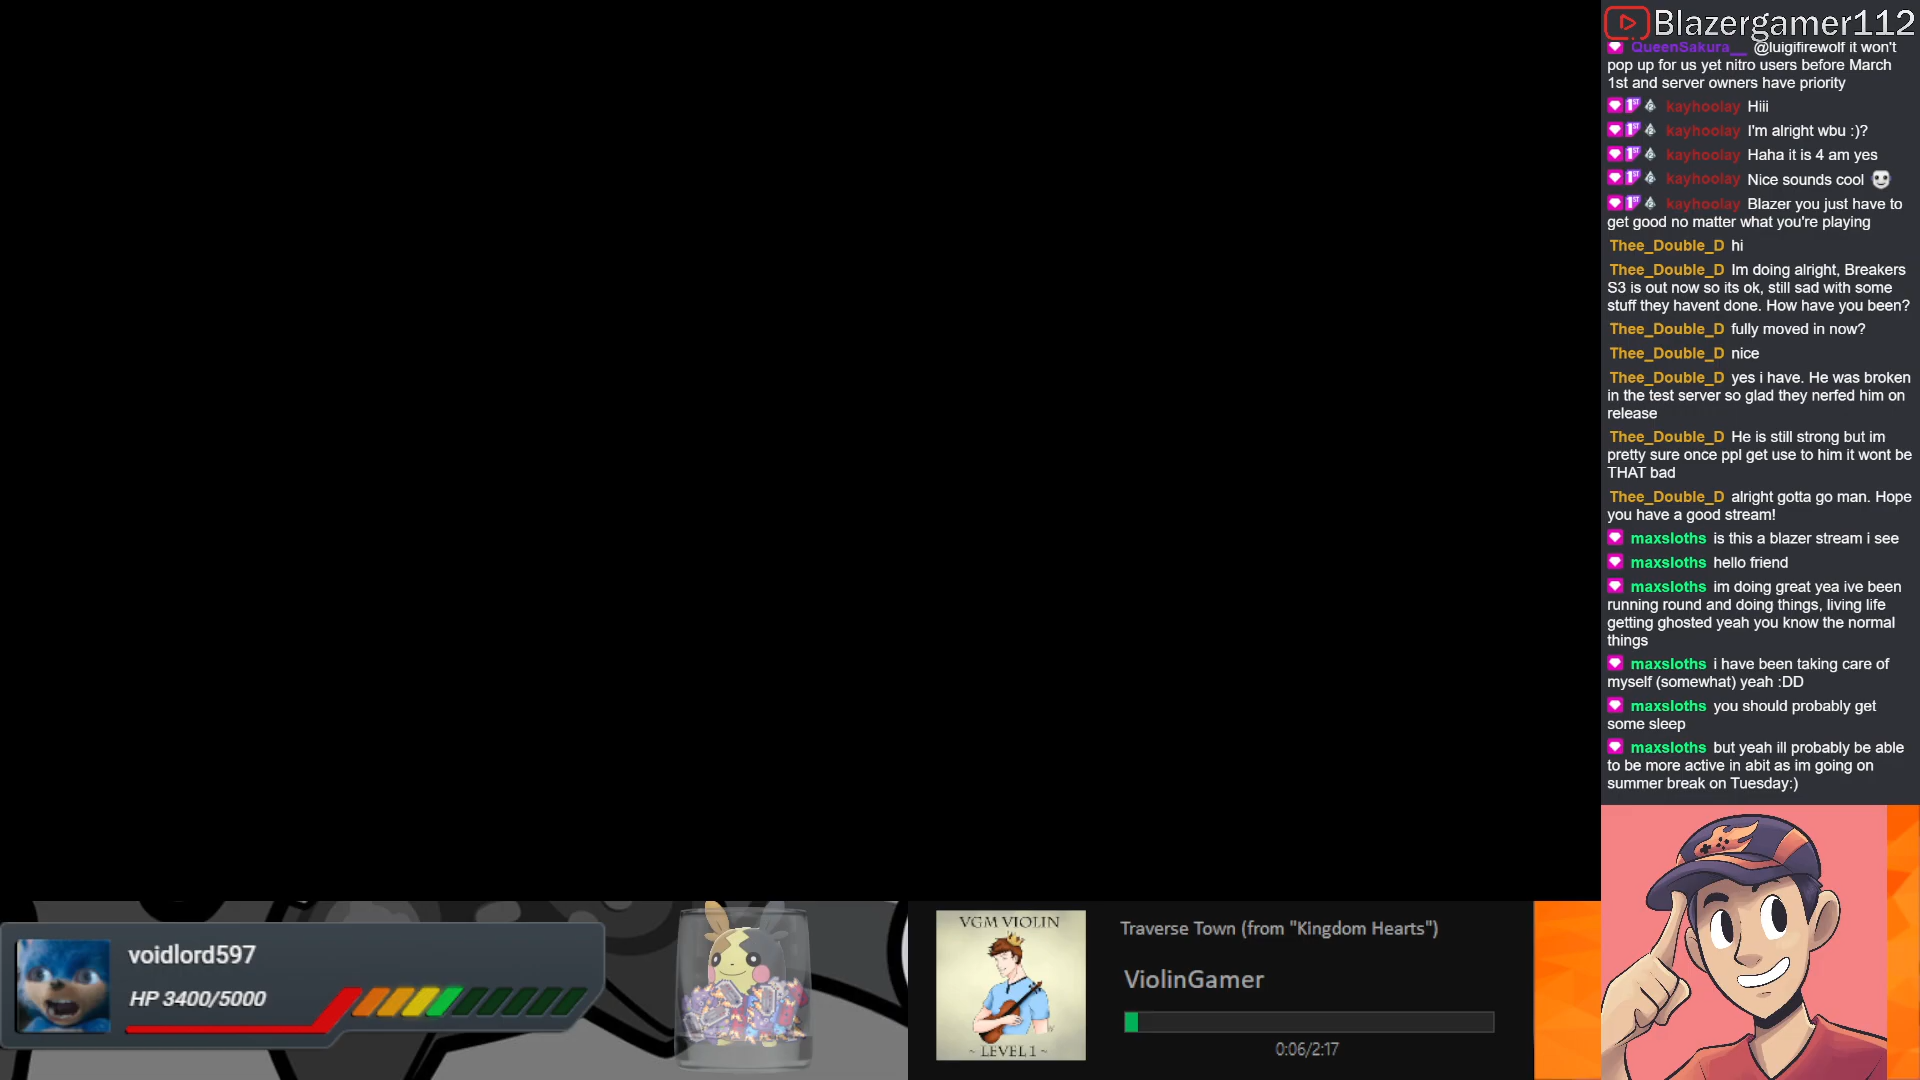 Blazergamer112
QueenSakura__ @luigifirewolf it won't
pop up for us yet nitro users before March
1st and server owners have priority
kayhoolay Hiii
kayhoolay I'm alright wbu :)?
kayhoolay Haha it is 4 am yes
kayhoolay Nice sounds cool
kayhoolay Blazer you just have to
get good no matter what you're playing
Thee_Double_D hi
Thee_Double_D Im doing alright, Breakers
S3 is out now so its ok, still sad with some
stuff they havent done. How have you been?
Thee_Double_D fully moved in now?
Thee_Double_D nice
Thee_Double_D yes i have. He was broken
in the test server so glad they nerfed him on
release
Thee_Double_D He is still strong but im
pretty sure once ppl get use to him it wont be
THAT bad
Thee_Double_D alright gotta go man. Hope
you have a good stream!
maxsloths is this a blazer stream i see
maxsloths hello friend
maxsloths im doing great yea ive been
running round and doing things, living life
getting ghosted yeah you know the normal
things
maxsloths i have been taking care of
myself (somewhat) yeah :DD
maxsloths you should probably get
some sleep
maxsloths but yeah ill probably be able
to be more active in abit as im going on
summer break on Tuesday:)
voidlord597
HP 3400/5000
VGM VIOLIN
~ LEVEL 1 ~
Traverse Town (from "Kingdom Hearts")
ViolinGamer
0:06/2:17